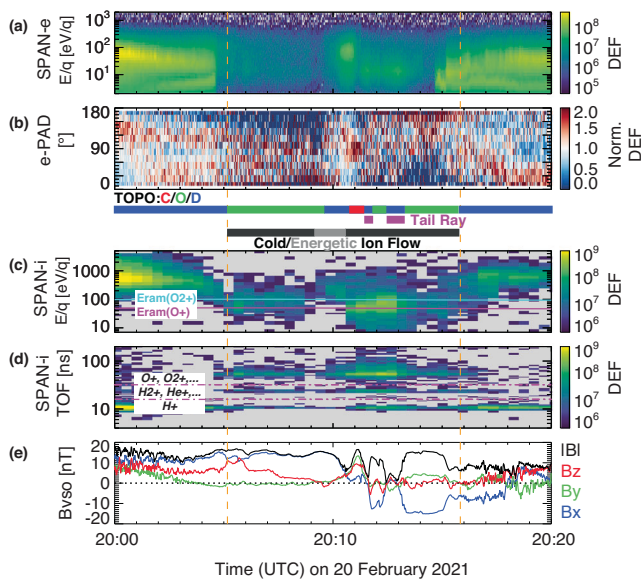 (a)
SPAN-e
E/q [eV/q]
10³
10²
10¹
10⁸
10⁷
10⁶
10⁵
DEF
(b)
e-PAD
[°]
180
90
0
2.0
1.5
1.0
0.5
0.0
Norm.
DEF
TOPO:C/O/D
Tail Ray
Cold/Energetic Ion Flow
(c)
SPAN-i
E/q [eV/q]
1000
100
10
Eram(O2+)
Eram(O+)
10⁹
10⁸
10⁷
10⁶
DEF
(d)
SPAN-i
TOF [ns]
100
10
O+, O2+,...
H2+, He+,...
H+
10⁹
10⁸
10⁷
10⁶
DEF
(e)
Bvso [nT]
20
10
0
-10
-20
IBI
Bz
By
Bx
20:00
20:10
20:20
Time (UTC) on 20 February 2021